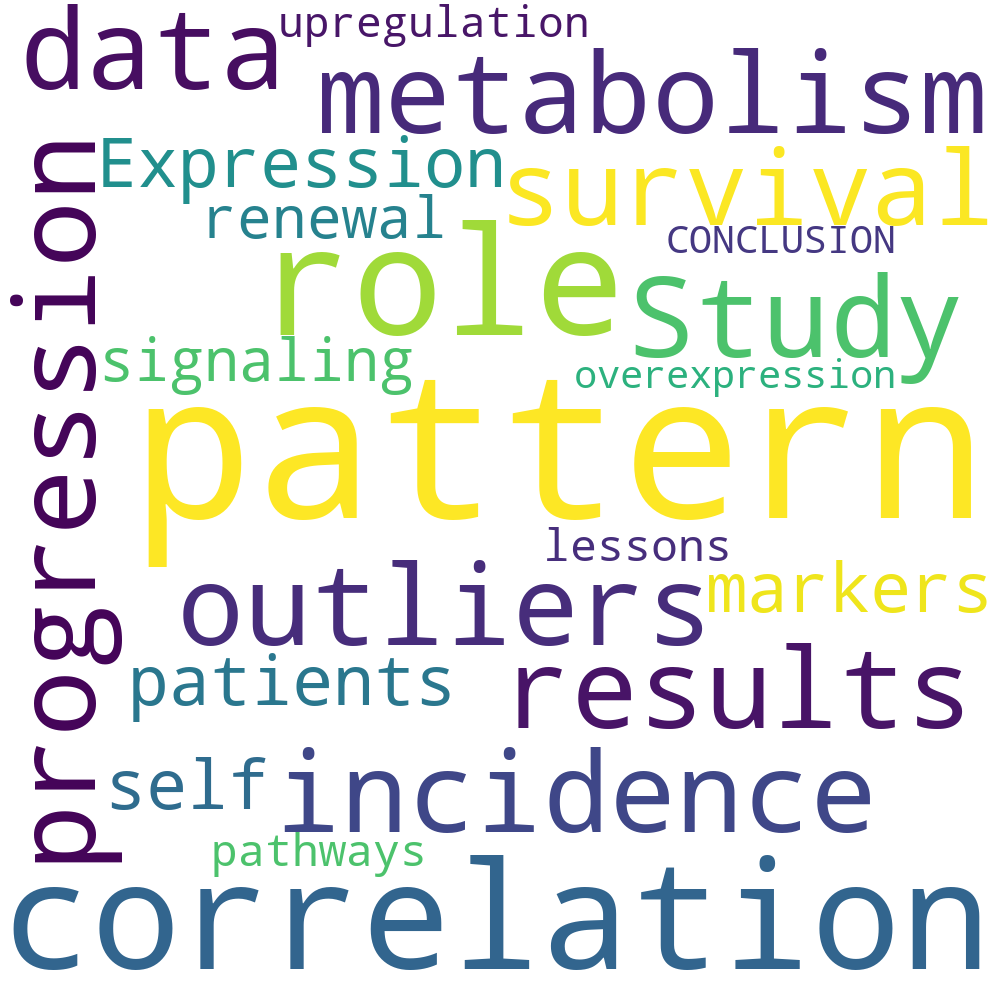 data
upregulation
metabolism
Expression
survival
renewal
CONCLUSION
role
Study
signaling
overexpression
pattern
progression
lessons
outliers
markers
patients
results
self
incidence
pathways
correlation